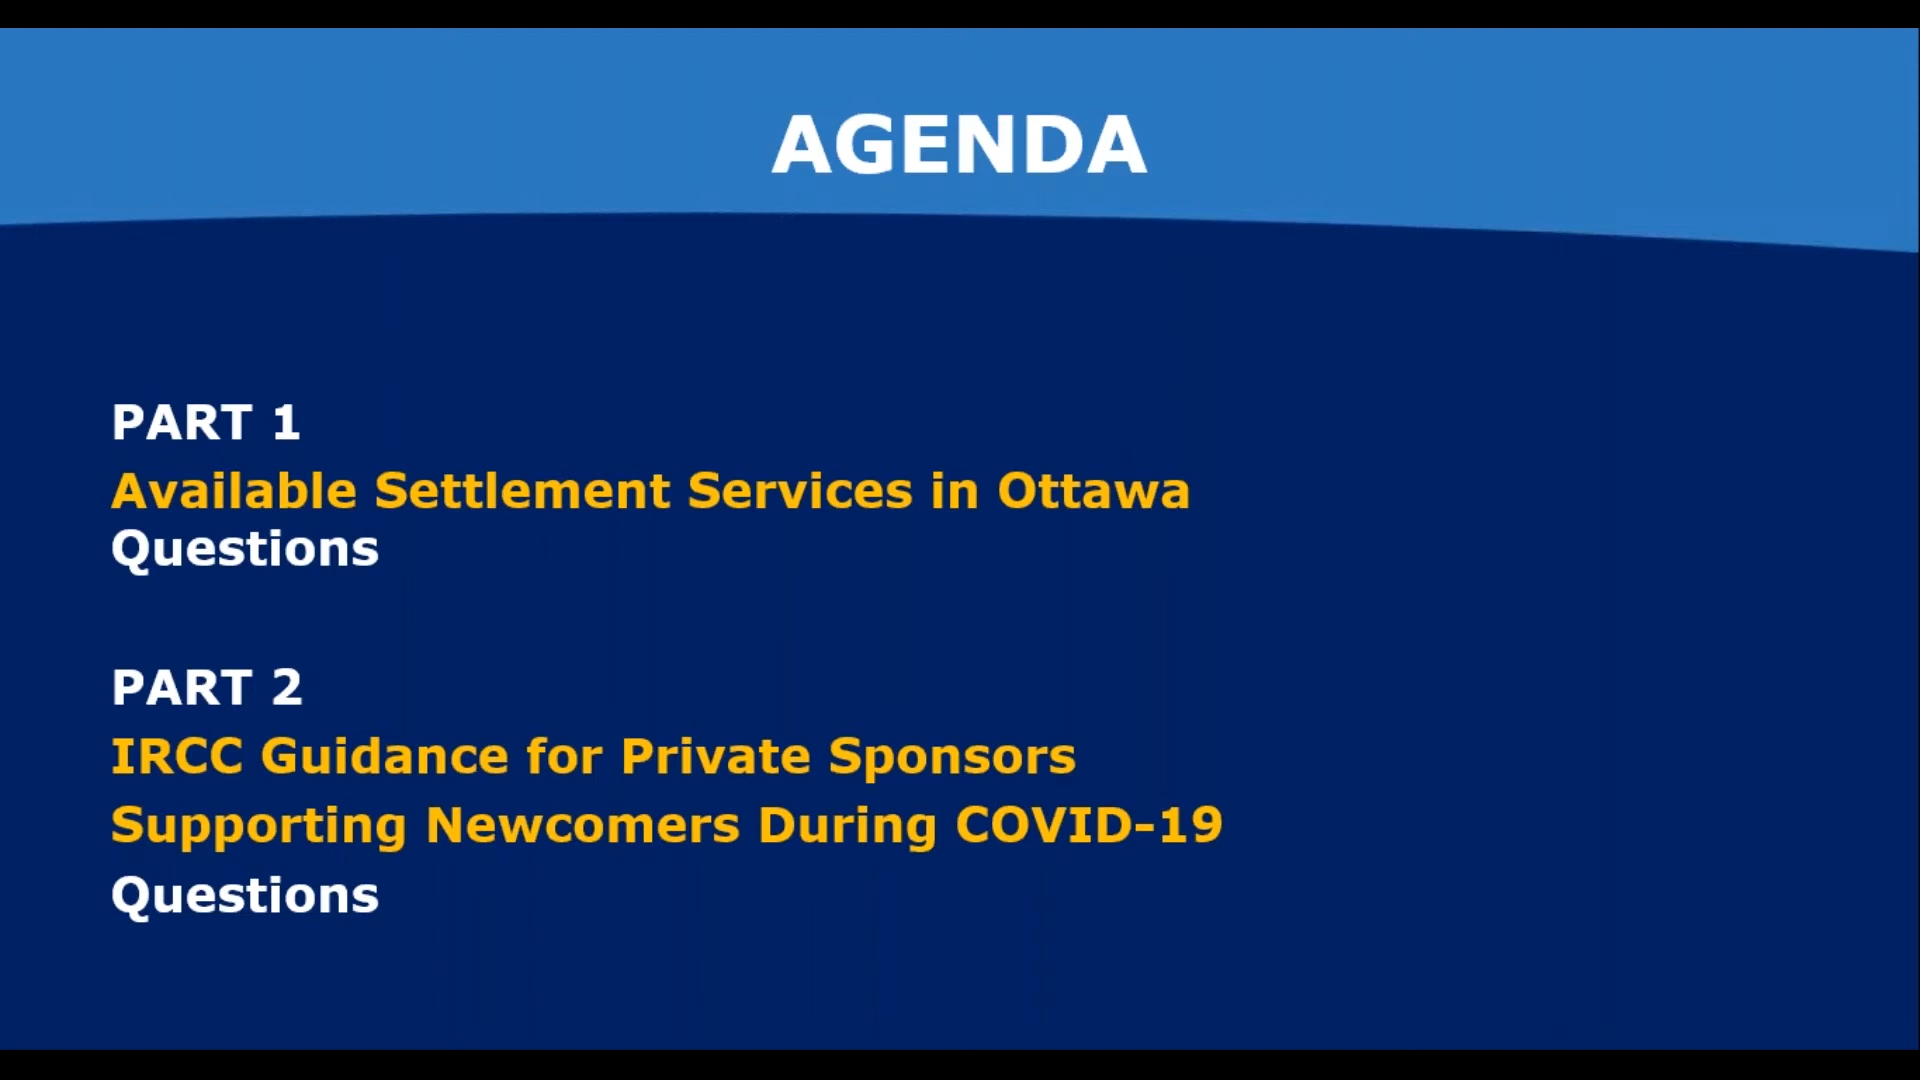 AGENDA
PART 1
Available Settlement Services in Ottawa
Questions
PART 2
IRCC Guidance for Private Sponsors
Supporting Newcomers During COVID-19
Questions